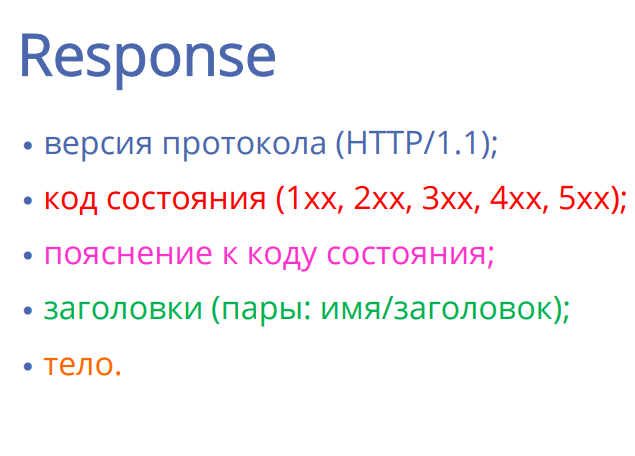 Response
• версия протокола (HTTP/1.1);
• код состояния (1xx, 2xx, 3xx, 4xx, 5xx);
• пояснение к коду состояния;
• заголовки (пары: имя/заголовок);
• тело.